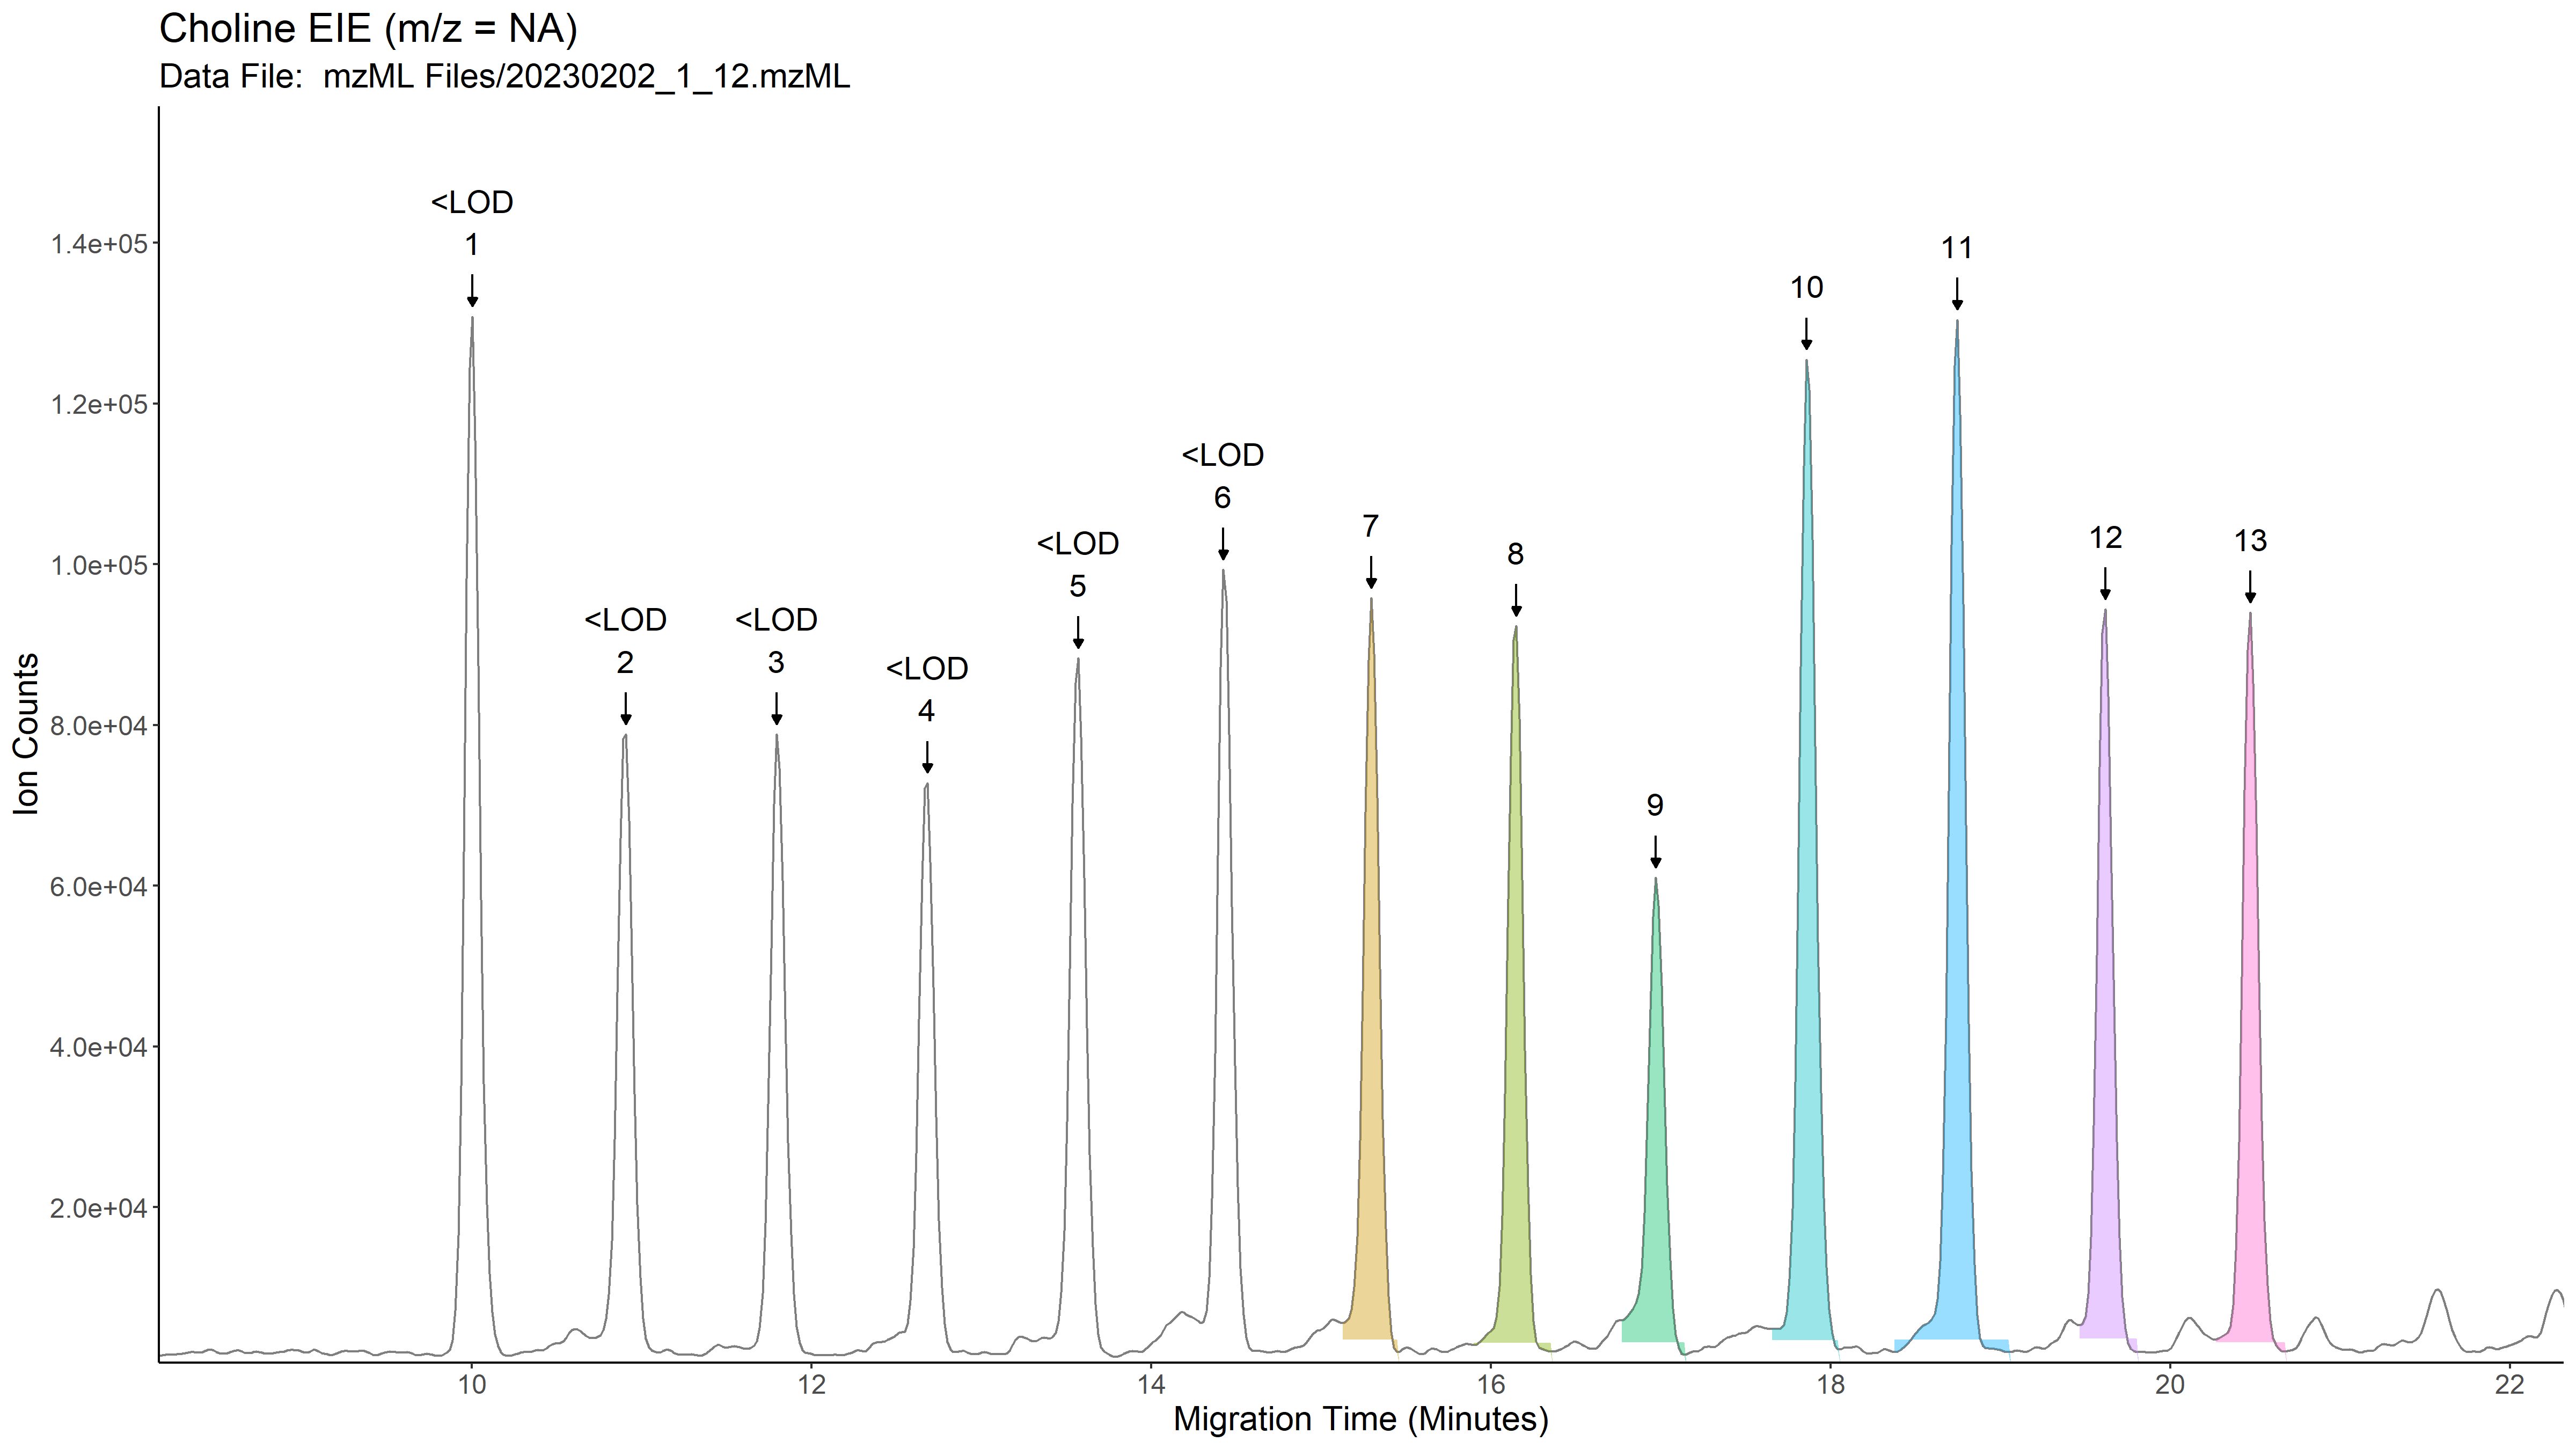 Choline EIE (m/z = NA)
Data File:  mzML Files/20230202_1_12.mzML
<LOD
1
<LOD
2
<LOD
3
<LOD
4
<LOD
5
<LOD
6
7
8
9
10
11
12
13
1.4e+05
1.2e+05
1.0e+05
8.0e+04
6.0e+04
4.0e+04
2.0e+04
Ion Counts
10
12
14
16
18
20
22
Migration Time (Minutes)